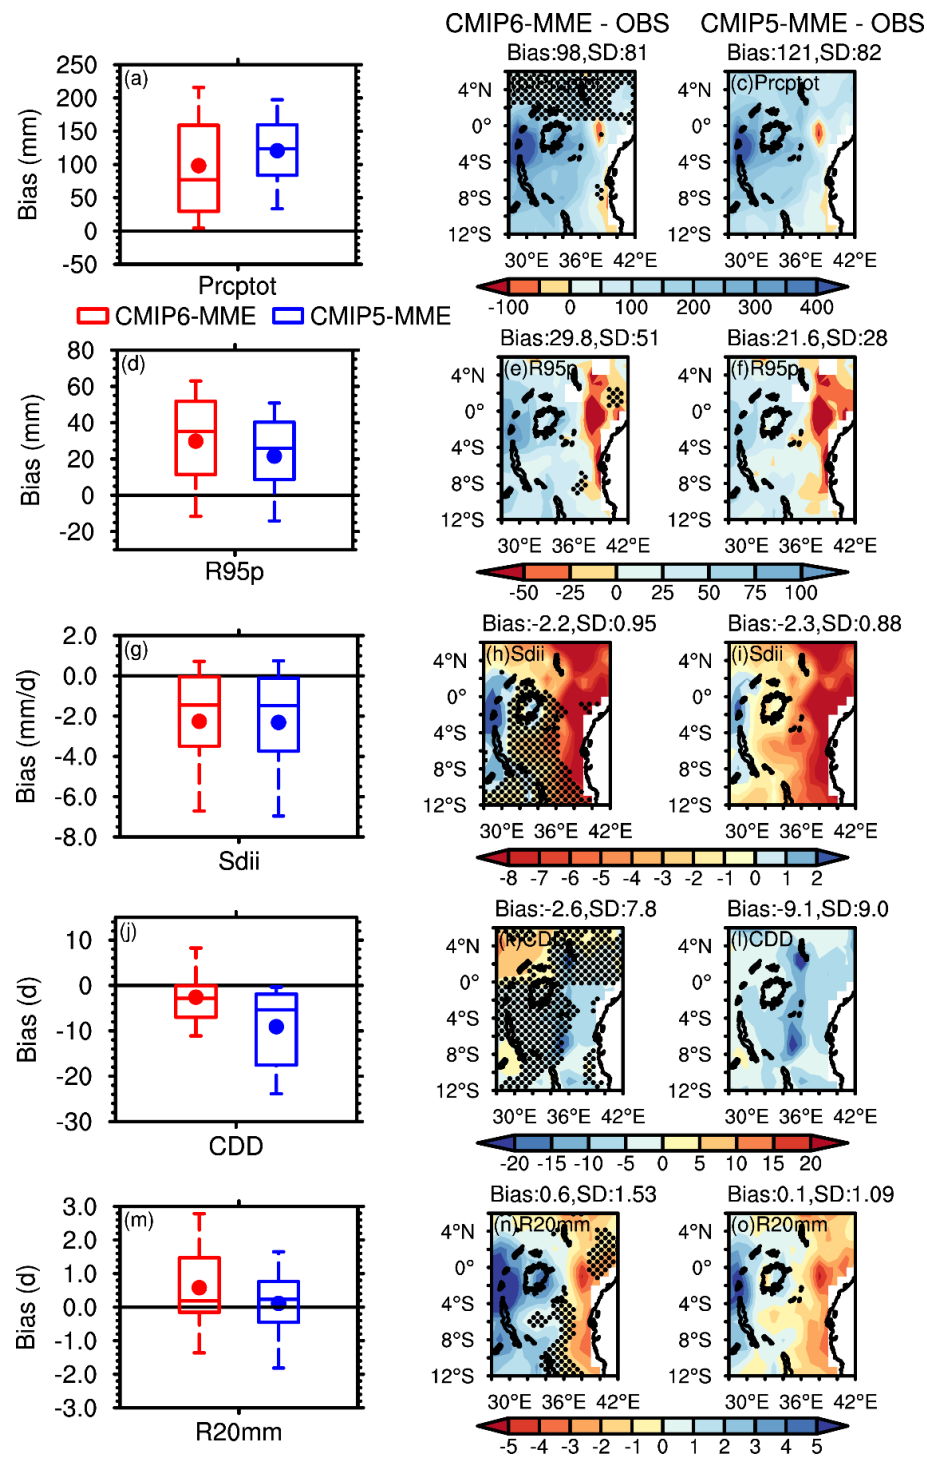 CMIP6-MME - OBS CMIP5-MME - OBS
Bias:98,SD:81 Bias:121,SD:82
(a)
250
200
150
100
50
0
-50
Bias (mm)
Prcptot
4°N
0°
4°S
8°S
12°S
30°E 36°E 42°E
(c)Prcptot
4°N
0°
4°S
8°S
12°S
30°E 36°E 42°E
-100 0 100 200 300 400
CMIP6-MME CMIP5-MME
Bias:29.8,SD:51 Bias:21.6,SD:28
(d)
80
60
40
20
0
-20
Bias (mm)
R95p
(e)R95p
4°N
0°
4°S
8°S
12°S
30°E 36°E 42°E
(f)R95p
4°N
0°
4°S
8°S
12°S
30°E 36°E 42°E
-50 -25 0 25 50 75 100
Bias:-2.2,SD:0.95 Bias:-2.3,SD:0.88
(g)
2.0
0.0
-2.0
-4.0
-6.0
-8.0
Bias (mm/d)
Sdii
(h)Sdii
4°N
0°
4°S
8°S
12°S
30°E 36°E 42°E
(i)Sdii
4°N
0°
4°S
8°S
12°S
30°E 36°E 42°E
-8 -7 -6 -5 -4 -3 -2 -1 0 1 2
Bias:-2.6,SD:7.8 Bias:-9.1,SD:9.0
(j)
10
0
-10
-20
-30
Bias (d)
CDD
(k)CD
4°N
0°
4°S
8°S
12°S
30°E 36°E 42°E
(l)CDD
4°N
0°
4°S
8°S
12°S
30°E 36°E 42°E
-20 -15 -10 -5 0 5 10 15 20
Bias:0.6,SD:1.53 Bias:0.1,SD:1.09
(m)
3.0
2.0
1.0
0.0
-1.0
-2.0
-3.0
Bias (d)
R20mm
(n)R20mm
4°N
0°
4°S
8°S
12°S
30°E 36°E 42°E
(o)R20mm
4°N
0°
4°S
8°S
12°S
30°E 36°E 42°E
-5 -4 -3 -2 -1 0 1 2 3 4 5